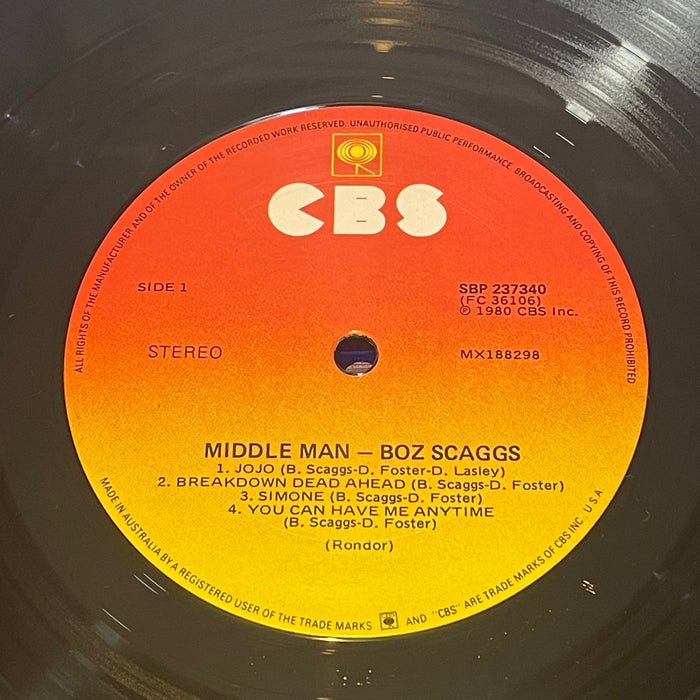 ALL RIGHTS OF THE MANUFACTURER AND OF THE OWNER OF THE RECORDED WORK RESERVED. UNAUTHORISED PUBLIC PERFORMANCE, BROADCASTING AND COPYING OF THIS RECORD PROHIBITED
CBS
SIDE 1
SBP 237340
(FC 36106)
℗ 1980 CBS Inc.
STEREO
MX188298
MIDDLE MAN – BOZ SCAGGS
1. JOJO (B. Scaggs-D. Foster-D. Lasley)
2. BREAKDOWN DEAD AHEAD (B. Scaggs-D. Foster)
3. SIMONE (B. Scaggs-D. Foster)
4. YOU CAN HAVE ME ANYTIME
(B. Scaggs-D. Foster)
(Rondor)
MADE IN AUSTRALIA BY A REGISTERED USER OF THE TRADE MARKS AND "CBS" ARE TRADE MARKS OF CBS INC. U.S.A